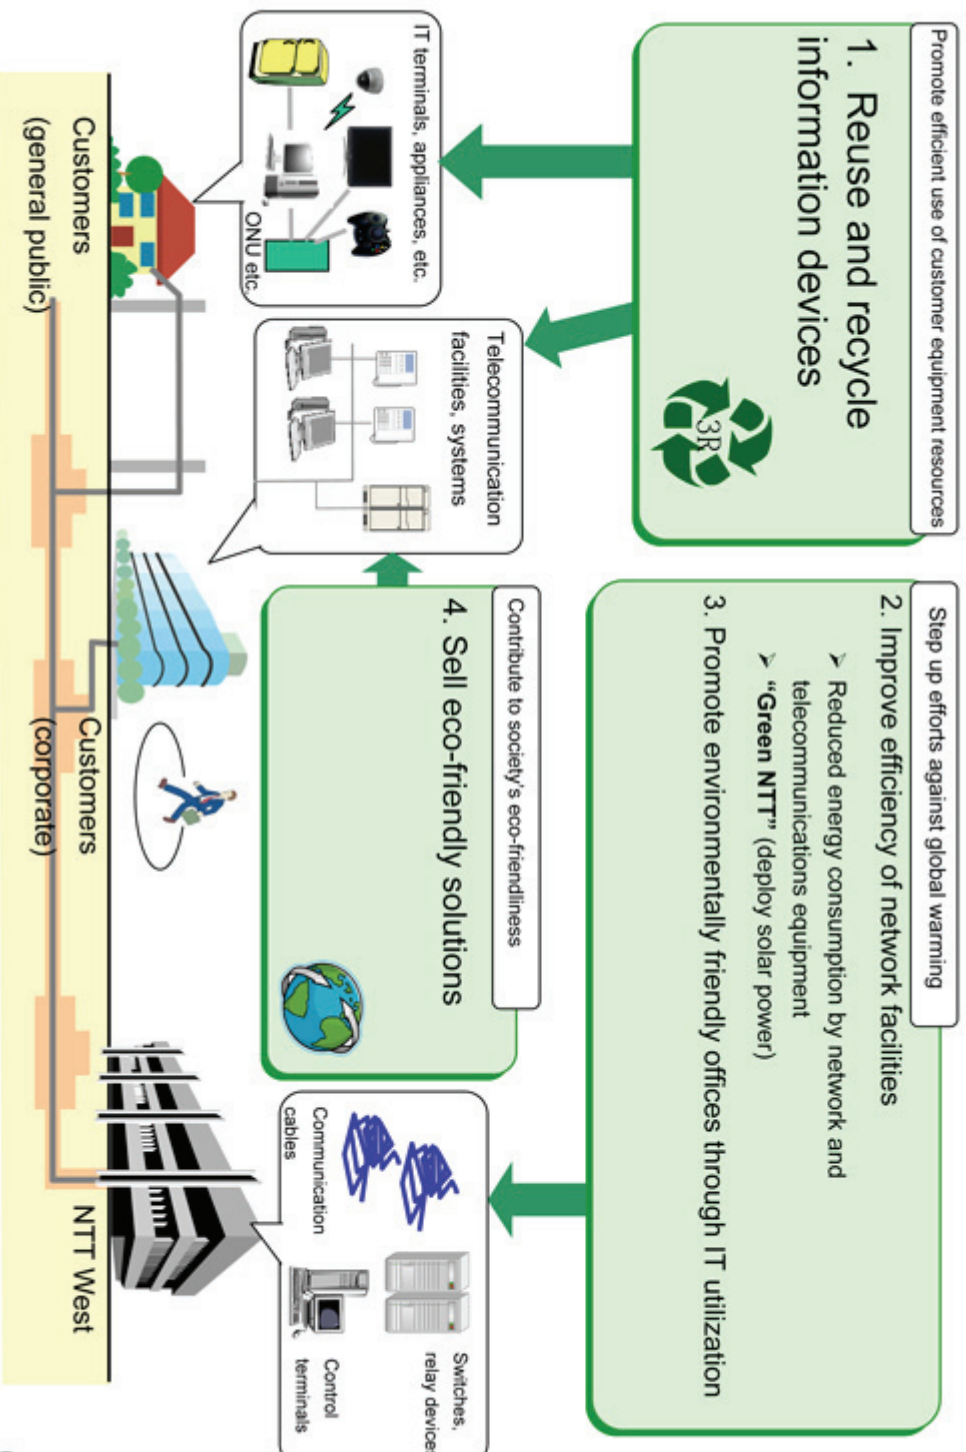 Promote efficient use of customer equipment resources
1. Reuse and recycle
information devices
3R
Step up efforts against global warming
2. Improve efficiency of network facilities
➤ Reduced energy consumption by network and
telecommunications equipment
➤ “Green NTT” (deploy solar power)
3. Promote environmentally friendly offices through IT utilization
Contribute to society's eco-friendliness
4. Sell eco-friendly solutions
IT terminals, appliances, etc.
ONU etc.
Telecommunication
facilities, systems
Switches,
relay devices
Communication
cables
Control
terminals
Customers
(general public)
Customers
(corporate)
NTT West